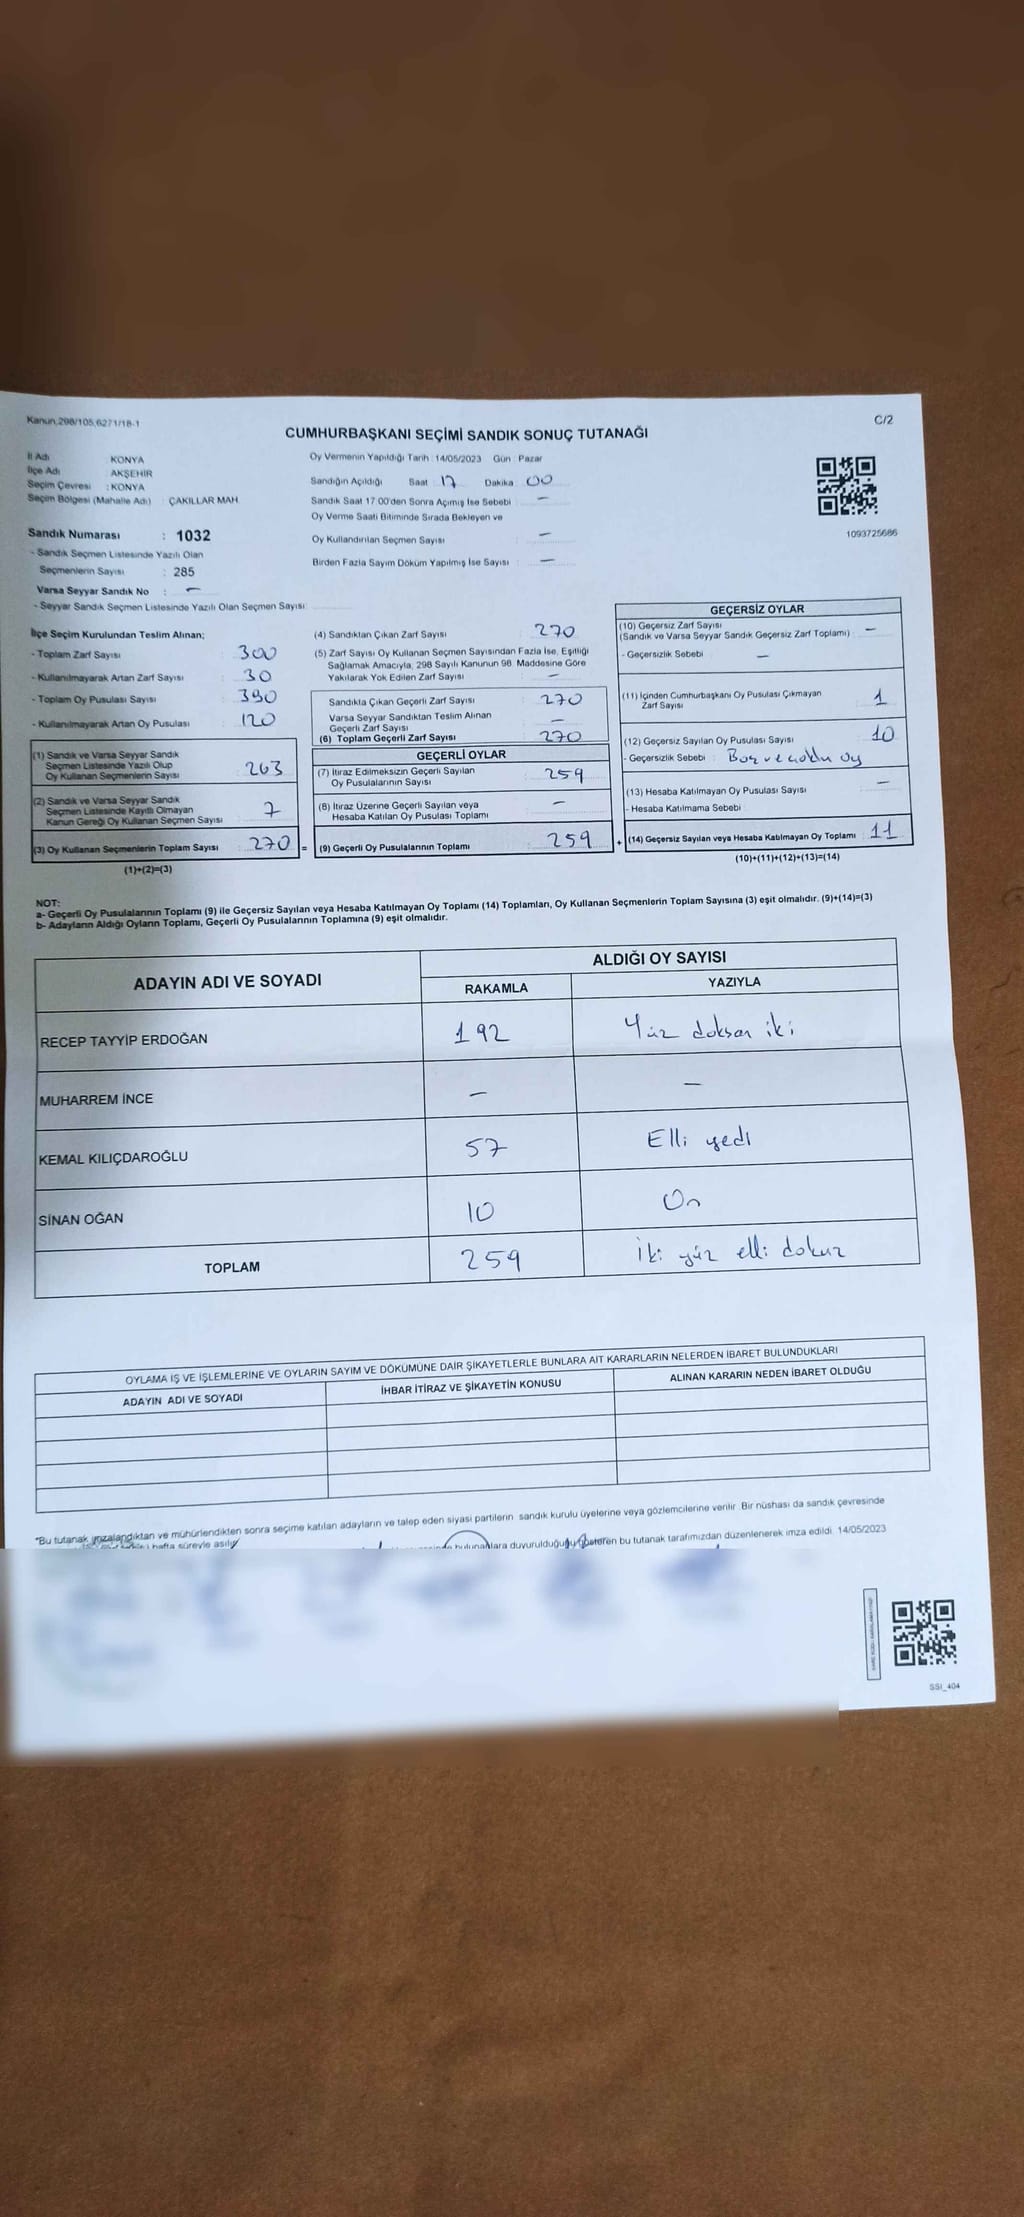 Kanun;298/105,6271/18-1
C/2
CUMHURBAŞKANI SEÇİMİ SANDIK SONUÇ TUTANAĞI
İl Adı : KONYA
İlçe Adı : AKŞEHİR
Seçim Çevresi : KONYA
Seçim Bölgesi (Mahalle Adı) : ÇAKILLAR MAH
Sandık Numarası : 1032
- Sandık Seçmen Listesinde Yazılı Olan
Seçmenlerin Sayısı : 285
Varsa Seyyar Sandık No : —
- Seyyar Sandık Seçmen Listesinde Yazılı Olan Seçmen Sayısı
Oy Vermenin Yapıldığı Tarih : 14/05/2023 Gün : Pazar
Sandığın Açıldığı Saat 17 Dakika 00
Sandık Saat 17:00'den Sonra Açılmış İse Sebebi : —
Oy Verme Saati Bitiminde Sırada Bekleyen ve
Oy Kullandırılan Seçmen Sayısı : —
Birden Fazla Sayım Döküm Yapılmış İse Sayısı : —
1093725686
İlçe Seçim Kurulundan Teslim Alınan;
- Toplam Zarf Sayısı : 300
- Kullanılmayarak Artan Zarf Sayısı : 30
- Toplam Oy Pusulası Sayısı : 390
- Kullanılmayarak Artan Oy Pusulası : 120
(1) Sandık ve Varsa Seyyar Sandık
Seçmen Listesinde Yazılı Olup
Oy Kullanan Seçmenlerin Sayısı : 263
(2) Sandık ve Varsa Seyyar Sandık
Seçmen Listesinde Kayıtlı Olmayan
Kanun Gereği Oy Kullanan Seçmen Sayısı : 7
(3) Oy Kullanan Seçmenlerin Toplam Sayısı : 270 =
(1)+(2)=(3)
(4) Sandıktan Çıkan Zarf Sayısı : 270
(5) Zarf Sayısı Oy Kullanan Seçmen Sayısından Fazla İse, Eşitliği
Sağlamak Amacıyla, 298 Sayılı Kanunun 98. Maddesine Göre
Yakılarak Yok Edilen Zarf Sayısı : —
Sandıkta Çıkan Geçerli Zarf Sayısı : 270
Varsa Seyyar Sandıktan Teslim Alınan
Geçerli Zarf Sayısı : —
(6) Toplam Geçerli Zarf Sayısı : 270
GEÇERLİ OYLAR
(7) İtiraz Edilmeksizin Geçerli Sayılan
Oy Pusulalarının Sayısı : 259
(8) İtiraz Üzerine Geçerli Sayılan veya
Hesaba Katılan Oy Pusulası Toplamı : —
(9) Geçerli Oy Pusulalarının Toplamı : 259 +
GEÇERSİZ OYLAR
(10) Geçersiz Zarf Sayısı
(Sandık ve Varsa Seyyar Sandık Geçersiz Zarf Toplamı) : —
- Geçersizlik Sebebi : —
(11) İçinden Cumhurbaşkanı Oy Pusulası Çıkmayan
Zarf Sayısı : 1
(12) Geçersiz Sayılan Oy Pusulası Sayısı : 10
- Geçersizlik Sebebi :
(13) Hesaba Katılmayan Oy Pusulası Sayısı : —
- Hesaba Katılmama Sebebi
(14) Geçersiz Sayılan veya Hesaba Katılmayan Oy Toplamı : 11
(10)+(11)+(12)+(13)=(14)
NOT:
a- Geçerli Oy Pusulalarının Toplamı (9) ile Geçersiz Sayılan veya Hesaba Katılmayan Oy Toplamı (14) Toplamları, Oy Kullanan Seçmenlerin Toplam Sayısına (3) eşit olmalıdır. (9)+(14)=(3)
b- Adayların Aldığı Oyların Toplamı, Geçerli Oy Pusulalarının Toplamına (9) eşit olmalıdır.
ADAYIN ADI VE SOYADI ALDIĞI OY SAYISI
RAKAMLA YAZIYLA
RECEP TAYYİP ERDOĞAN 192 Yüz doksan iki
MUHARREM İNCE — —
KEMAL KILIÇDAROĞLU 57 Elli yedi
SİNAN OĞAN 10 On
TOPLAM 259 İki yüz elli dokuz
OYLAMA İŞ VE İŞLEMLERİNE VE OYLARIN SAYIM VE DÖKÜMÜNE DAİR ŞİKAYETLERLE BUNLARA AİT KARARLARIN NELERDEN İBARET BULUNDUKLARI
ADAYIN ADI VE SOYADI İHBAR İTİRAZ VE ŞİKAYETİN KONUSU ALINAN KARARIN NEDEN İBARET OLDUĞU
*Bu tutanak imzalandıktan ve mühürlendikten sonra seçime katılan adayların ve talep eden siyasi partilerin sandık kurulu üyelerine veya gözlemcilerine verilir. Bir nüshası da sandık çevresinde
hafta süreyle asılır bulunanlara duyurulduğunu gösteren bu tutanak tarafımızdan düzenlenerek imza edildi. 14/05/2023
SSI_404